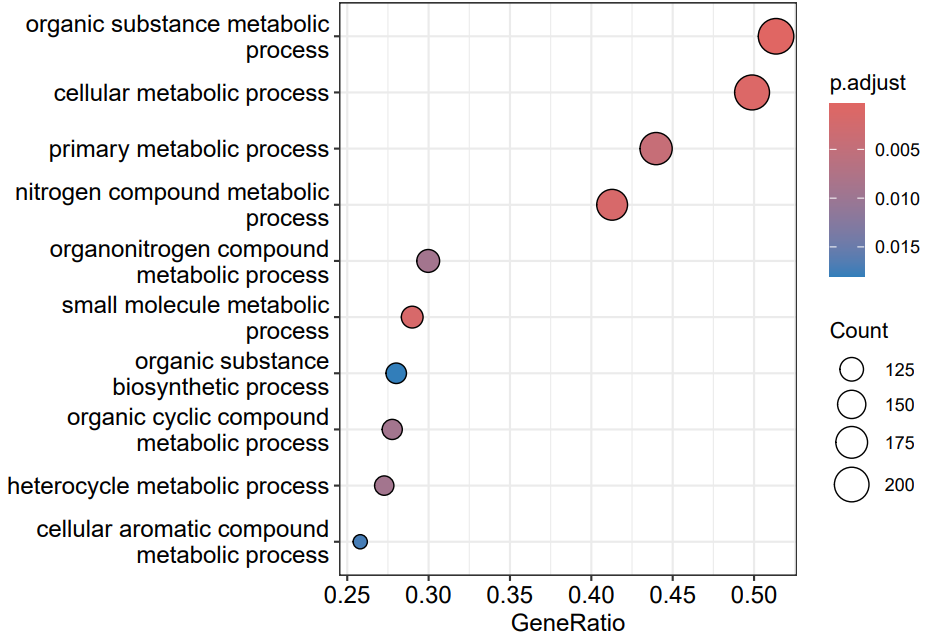 organic substance metabolic
process
cellular metabolic process
primary metabolic process
nitrogen compound metabolic
process
organonitrogen compound
metabolic process
small molecule metabolic
process
organic substance
biosynthetic process
organic cyclic compound
metabolic process
heterocycle metabolic process
cellular aromatic compound
metabolic process
0.25 0.30 0.35 0.40 0.45 0.50
GeneRatio
p.adjust
0.005
0.010
0.015
Count
125
150
175
200